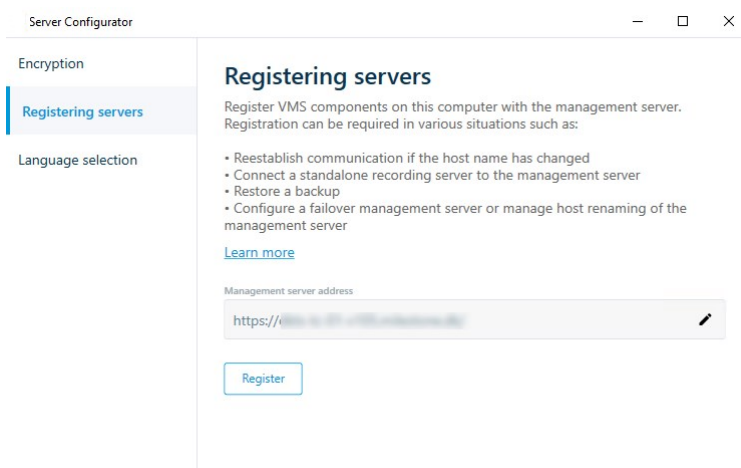 Server Configurator
Encryption
Registering servers
Language selection
Registering servers
Register VMS components on this computer with the management server.
Registration can be required in various situations such as:
• Reestablish communication if the host name has changed
• Connect a standalone recording server to the management server
• Restore a backup
• Configure a failover management server or manage host renaming of the
management server
Learn more
Management server address
https://
Register